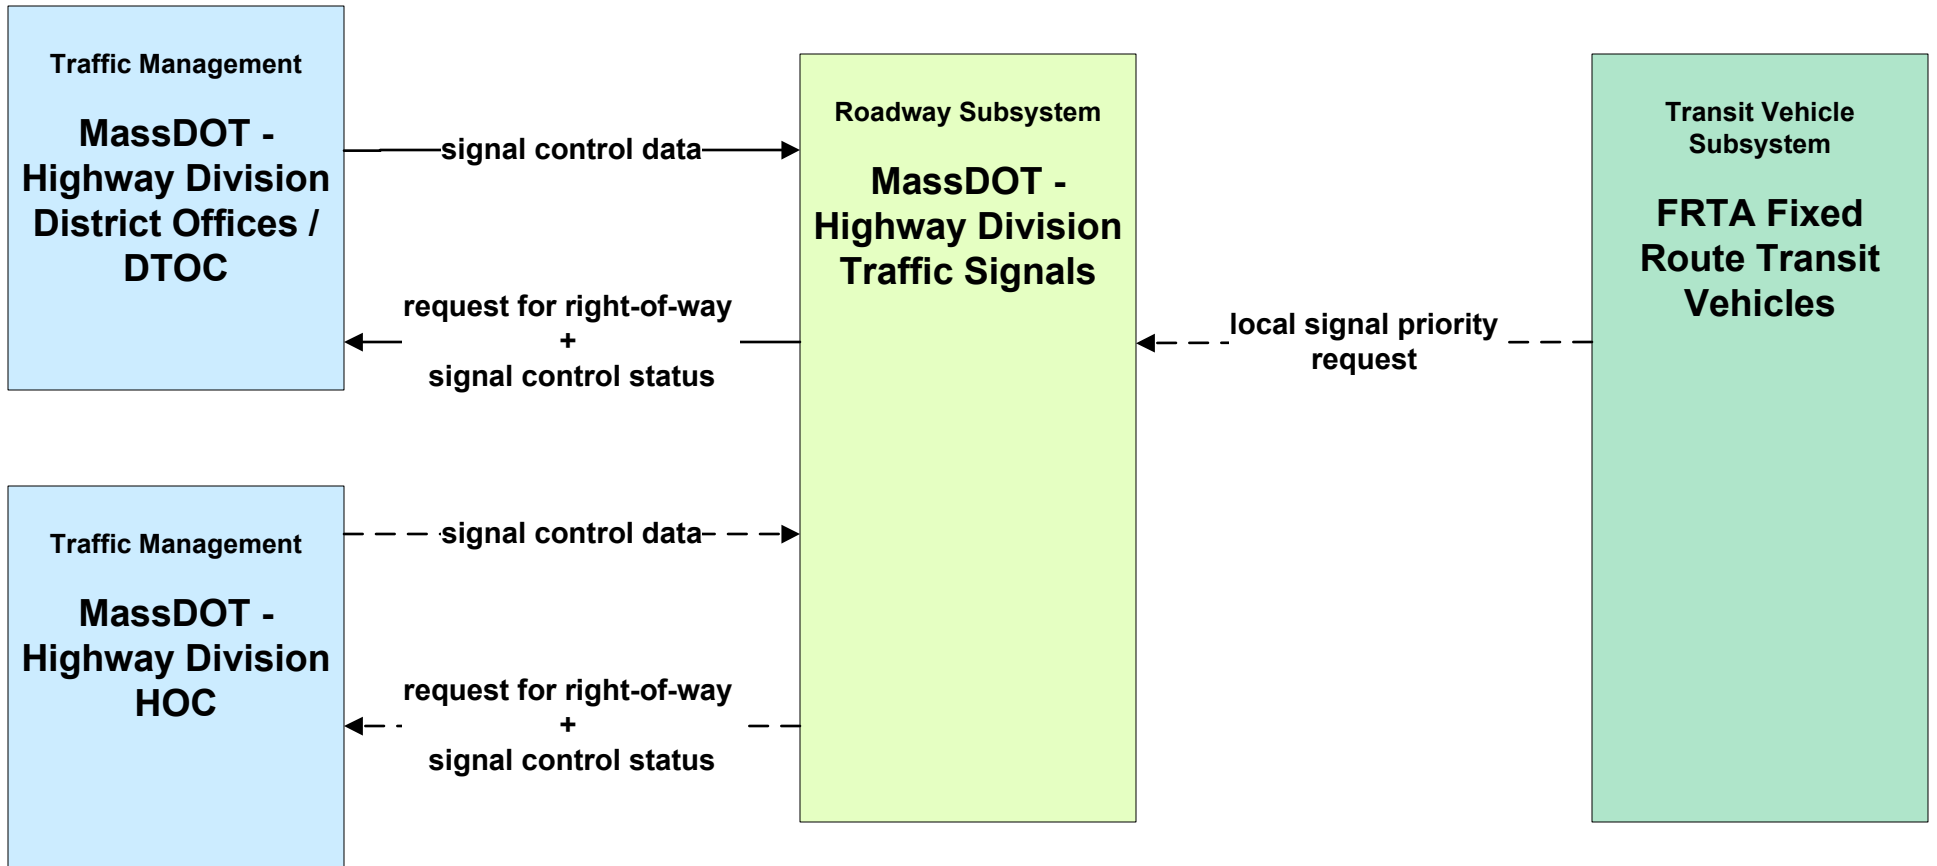 Traffic Management
MassDOT -
Highway Division
District Offices /
DTOC
signal control data
request for right-of-way
+
signal control status
Traffic Management
MassDOT -
Highway Division
HOC
signal control data
request for right-of-way
+
signal control status
Roadway Subsystem
MassDOT -
Highway Division
Traffic Signals
local signal priority
request
Transit Vehicle
Subsystem
FRTA Fixed
Route Transit
Vehicles